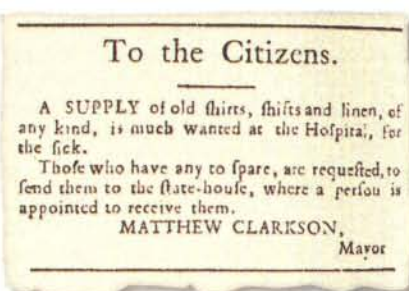 To the Citizens.
A SUPPLY of old ſhirts, ſhifts and linen, of
any kind, is much wanted at the Hoſpital, for
the ſick.
Thoſe who have any to ſpare, are requeſted, to
ſend them to the ſtate-houſe, where a perſon is
appointed to receive them.
MATTHEW CLARKSON,
Mayor